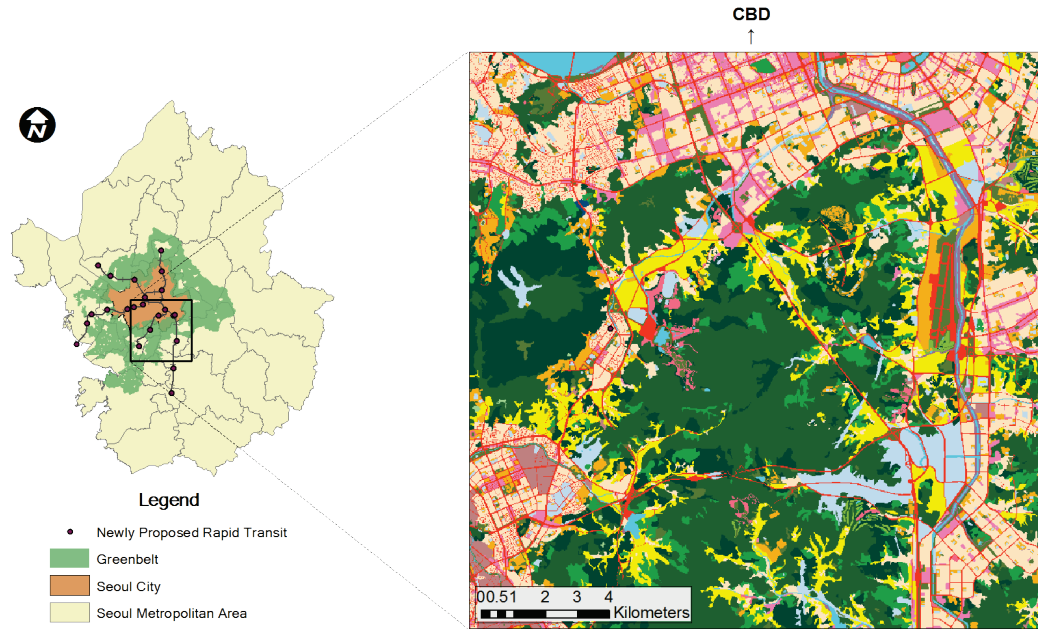 CBD
↑
N
Legend
Newly Proposed Rapid Transit
Greenbelt
Seoul City
Seoul Metropolitan Area
00.51 2 3 4
Kilometers